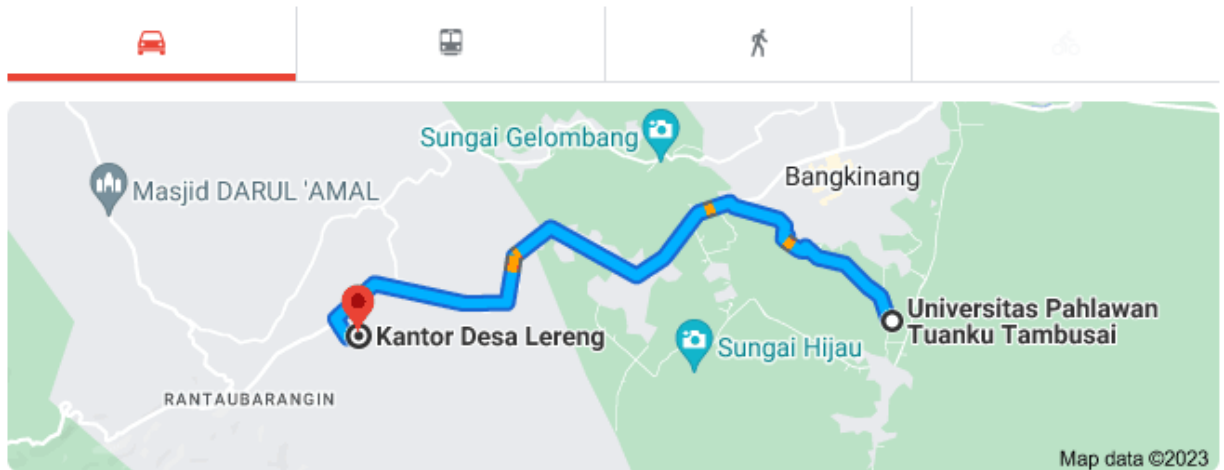 Sungai Gelombang
Bangkinang
Masjid DARUL 'AMAL
Universitas Pahlawan
Tuanku Tambusai
Kantor Desa Lereng
Sungai Hijau
RANTAUBARANGIN
Map data ©2023